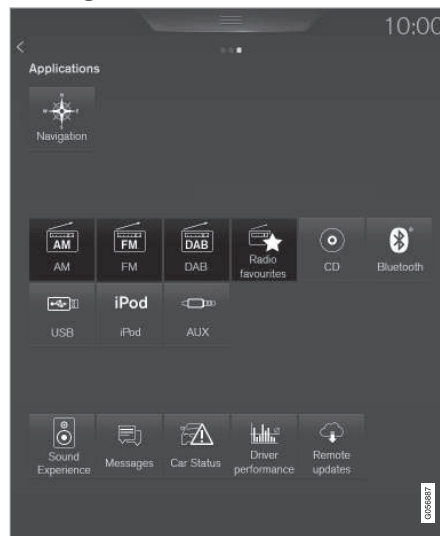 10:00
Applications
N
W E
S
Navigation
AM FM DAB
AM FM DAB Radio favourites CD Bluetooth
iPod
USB iPod AUX
Sound Experience Messages Car Status Driver performance Remote updates
G056887